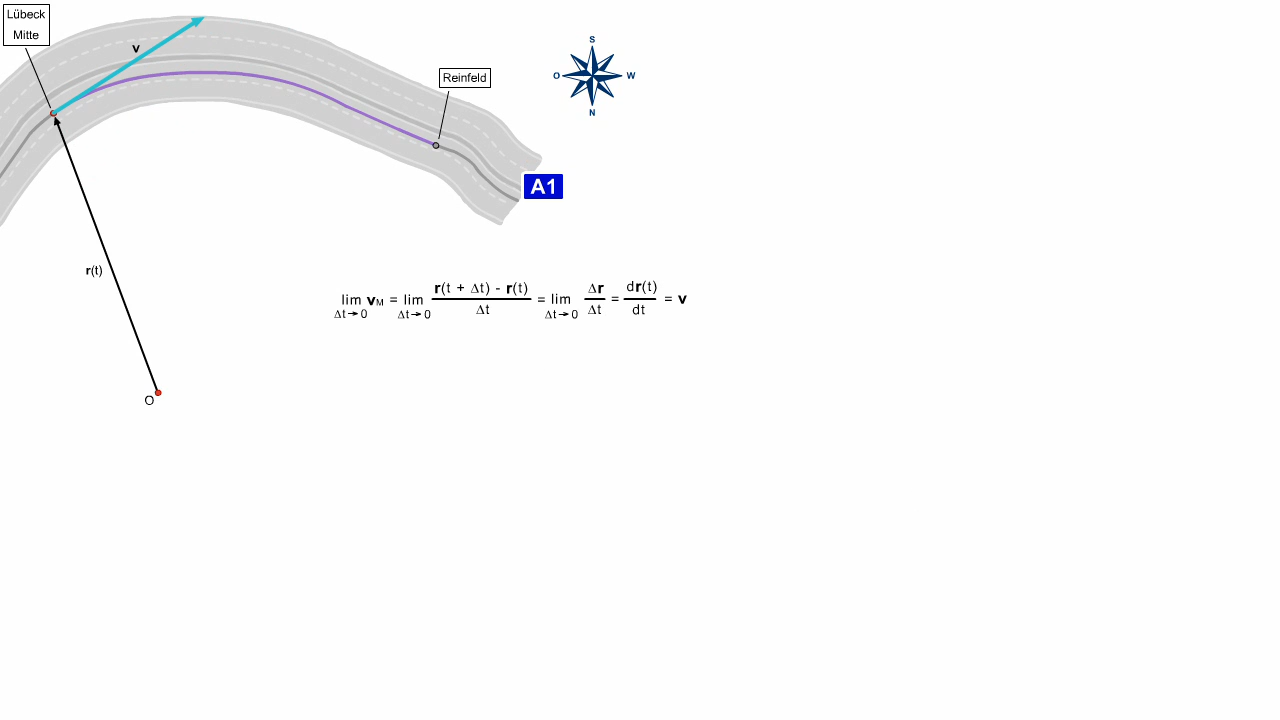 Lübeck
Mitte
v
S
O W
N
Reinfeld
A1
r(t)
lim v_M = lim r(t + Δt) - r(t) / Δt = lim Δr / Δt = dr(t) / dt = v
Δt→0 Δt→0 Δt→0
O